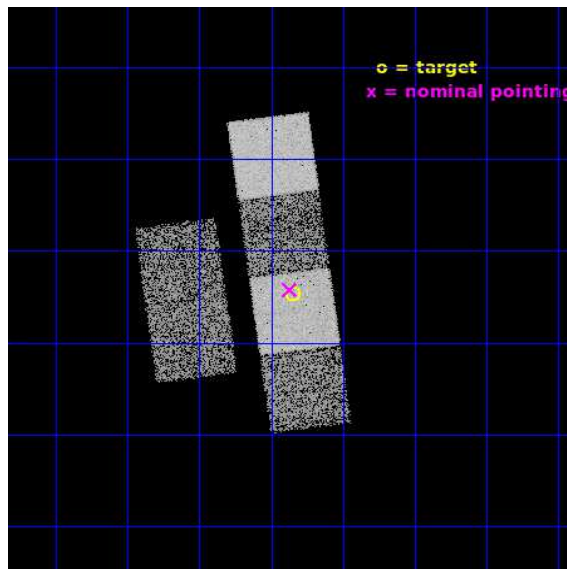 o = target
x = nominal pointing